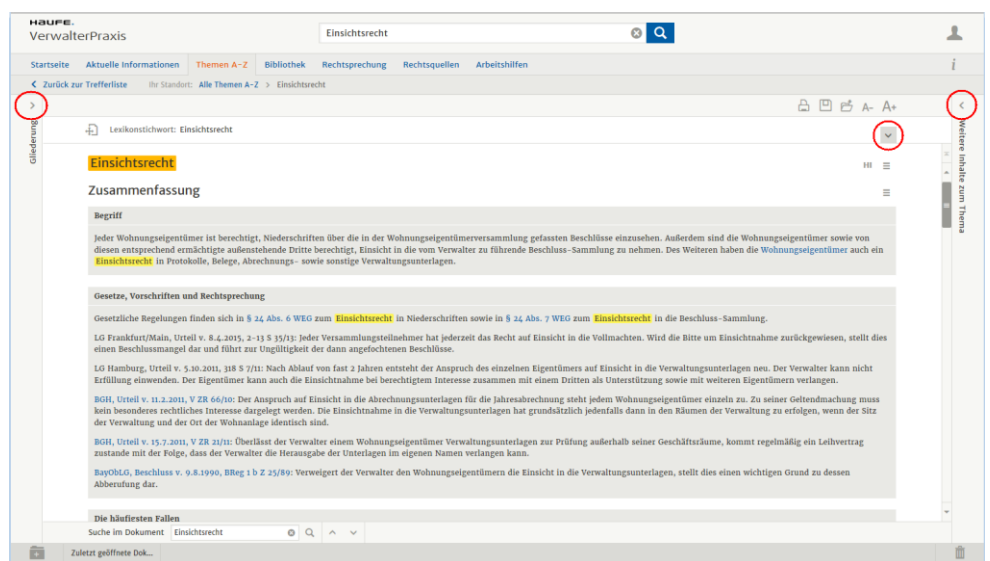 HAUFE.
VerwalterPraxis
Einsichtsrecht
Startseite Aktuelle Informationen Themen A-Z Bibliothek Rechtsprechung Rechtsquellen Arbeitshilfen i
Zurück zur Trefferliste Ihr Standort: Alle Themen A-Z > Einsichtsrecht
A- A+
Gliederung
Weitere Inhalte zum Thema
Lexikonstichwort: Einsichtsrecht
Einsichtsrecht HI
Zusammenfassung
Begriff
Jeder Wohnungseigentümer ist berechtigt, Niederschriften über die in der Wohnungseigentümerversammlung gefassten Beschlüsse einzusehen. Außerdem sind die Wohnungseigentümer sowie von
diesen entsprechend ermächtigte außenstehende Dritte berechtigt, Einsicht in die vom Verwalter zu führende Beschluss-Sammlung zu nehmen. Des Weiteren haben die Wohnungseigentümer auch ein
Einsichtsrecht in Protokolle, Belege, Abrechnungs- sowie sonstige Verwaltungsunterlagen.
Gesetze, Vorschriften und Rechtsprechung
Gesetzliche Regelungen finden sich in § 24 Abs. 6 WEG zum Einsichtsrecht in Niederschriften sowie in § 24 Abs. 7 WEG zum Einsichtsrecht in die Beschluss-Sammlung.
LG Frankfurt/Main, Urteil v. 8.4.2015, 2-13 S 35/13: Jeder Versammlungsteilnehmer hat jederzeit das Recht auf Einsicht in die Vollmachten. Wird die Bitte um Einsichtnahme zurückgewiesen, stellt dies
einen Beschlussmangel dar und führt zur Ungültigkeit der dann angefochtenen Beschlüsse.
LG Hamburg, Urteil v. 5.10.2011, 318 S 7/11: Nach Ablauf von fast 2 Jahren entsteht der Anspruch des einzelnen Eigentümers auf Einsicht in die Verwaltungsunterlagen neu. Der Verwalter kann nicht
Erfüllung einwenden. Der Eigentümer kann auch die Einsichtnahme bei berechtigtem Interesse zusammen mit einem Dritten als Unterstützung sowie mit weiteren Eigentümern verlangen.
BGH, Urteil v. 11.2.2011, V ZR 66/10: Der Anspruch auf Einsicht in die Abrechnungsunterlagen für die Jahresabrechnung steht jedem Wohnungseigentümer einzeln zu. Zu seiner Geltendmachung muss
kein besonderes rechtliches Interesse dargelegt werden. Die Einsichtnahme in die Verwaltungsunterlagen hat grundsätzlich jedenfalls dann in den Räumen der Verwaltung zu erfolgen, wenn der Sitz
der Verwaltung und der Ort der Wohnanlage identisch sind.
BGH, Urteil v. 15.7.2011, V ZR 21/11: Überlässt der Verwalter einem Wohnungseigentümer Verwaltungsunterlagen zur Prüfung außerhalb seiner Geschäftsräume, kommt regelmäßig ein Leihvertrag
zustande mit der Folge, dass der Verwalter die Herausgabe der Unterlagen im eigenen Namen verlangen kann.
BayObLG, Beschluss v. 9.8.1990, BReg 1 b Z 25/89: Verweigert der Verwalter den Wohnungseigentümern die Einsicht in die Verwaltungsunterlagen, stellt dies einen wichtigen Grund zu dessen
Abberufung dar.
Die häufigsten Fallen
Suche im Dokument Einsichtsrecht
Zuletzt geöffnete Dok...